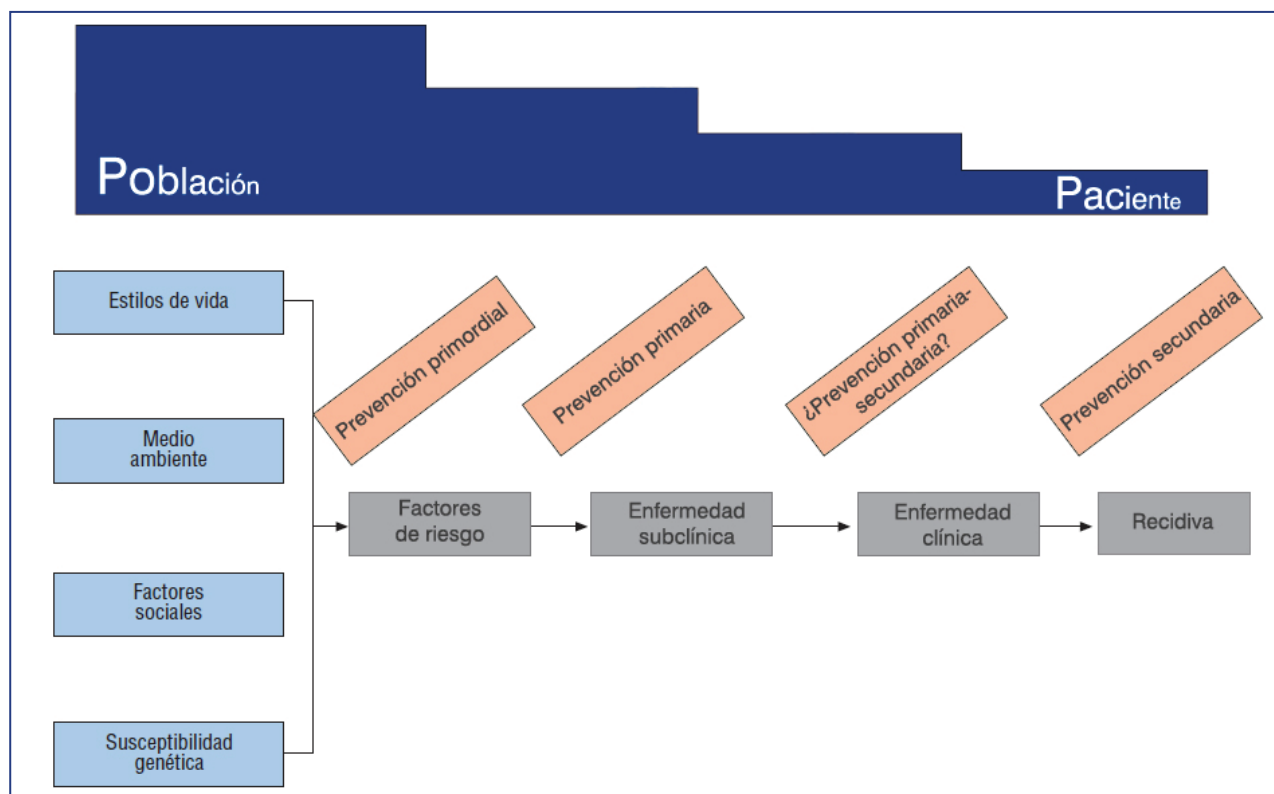 Población
Paciente
Estilos de vida
Medio
ambiente
Factores
sociales
Susceptibilidad
genética
Prevención primordial
Prevención primaria
¿Prevención primaria-
secundaria?
Prevención secundaria
Factores
de riesgo
Enfermedad
subclínica
Enfermedad
clínica
Recidiva